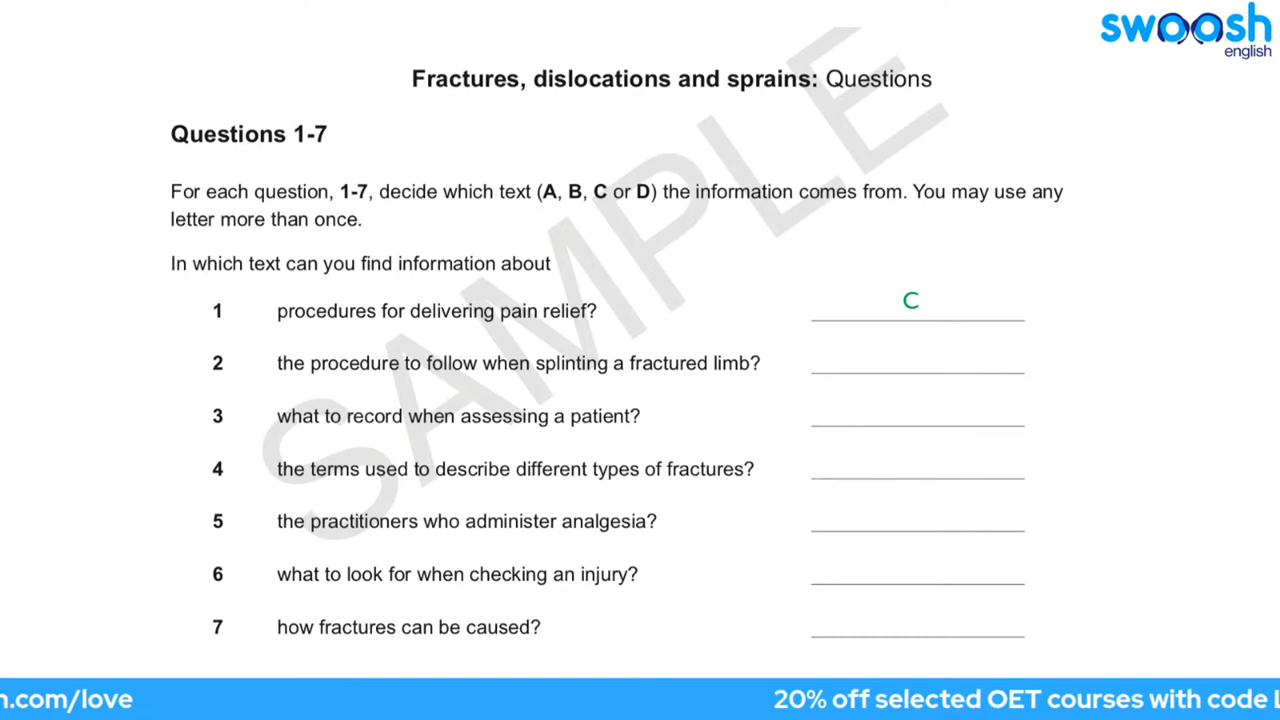 swoosh
english
Fractures, dislocations and sprains: Questions
Questions 1-7
For each question, 1-7, decide which text (A, B, C or D) the information comes from. You may use any
letter more than once.
In which text can you find information about
1 procedures for delivering pain relief? C
2 the procedure to follow when splinting a fractured limb?
3 what to record when assessing a patient?
4 the terms used to describe different types of fractures?
5 the practitioners who administer analgesia?
6 what to look for when checking an injury?
7 how fractures can be caused?
SAMPLE
n.com/love 20% off selected OET courses with code L